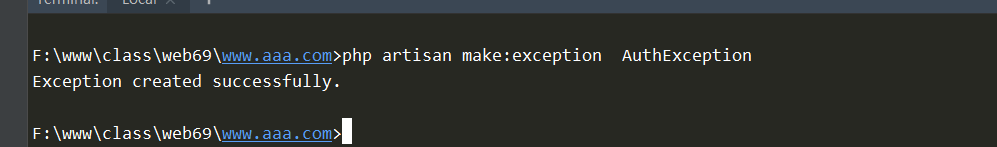 Terminal: Local × +
F:\www\class\web69\www.aaa.com>php artisan make:exception  AuthException
Exception created successfully.
F:\www\class\web69\www.aaa.com>